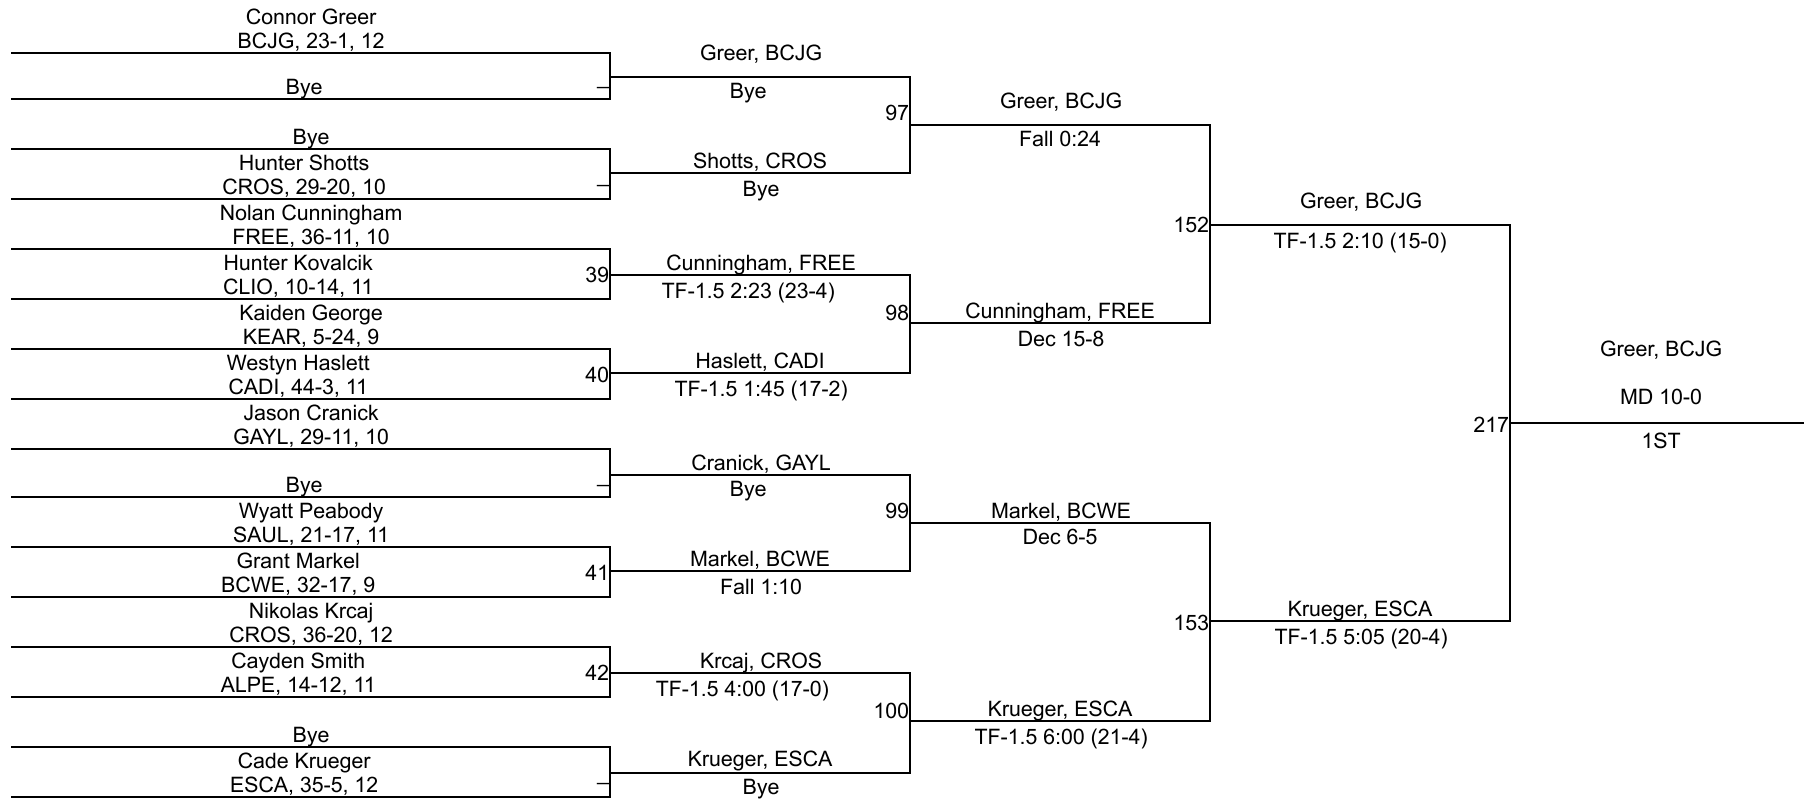 Connor Greer
BCJG, 23-1, 12
Bye
–
Bye
Hunter Shotts
CROS, 29-20, 10
–
Nolan Cunningham
FREE, 36-11, 10
Hunter Kovalcik
CLIO, 10-14, 11
39
Kaiden George
KEAR, 5-24, 9
Westyn Haslett
CADI, 44-3, 11
40
Jason Cranick
GAYL, 29-11, 10
Bye
–
Wyatt Peabody
SAUL, 21-17, 11
Grant Markel
BCWE, 32-17, 9
41
Nikolas Krcaj
CROS, 36-20, 12
Cayden Smith
ALPE, 14-12, 11
42
Bye
Cade Krueger
ESCA, 35-5, 12
–
Greer, BCJG
Bye
97
Shotts, CROS
Bye
Cunningham, FREE
TF-1.5 2:23 (23-4)
98
Haslett, CADI
TF-1.5 1:45 (17-2)
Cranick, GAYL
Bye
99
Markel, BCWE
Fall 1:10
Krcaj, CROS
TF-1.5 4:00 (17-0)
100
Krueger, ESCA
Bye
Greer, BCJG
Fall 0:24
152
Cunningham, FREE
Dec 15-8
Markel, BCWE
Dec 6-5
153
Krueger, ESCA
TF-1.5 6:00 (21-4)
Greer, BCJG
TF-1.5 2:10 (15-0)
217
Krueger, ESCA
TF-1.5 5:05 (20-4)
Greer, BCJG
MD 10-0
1ST